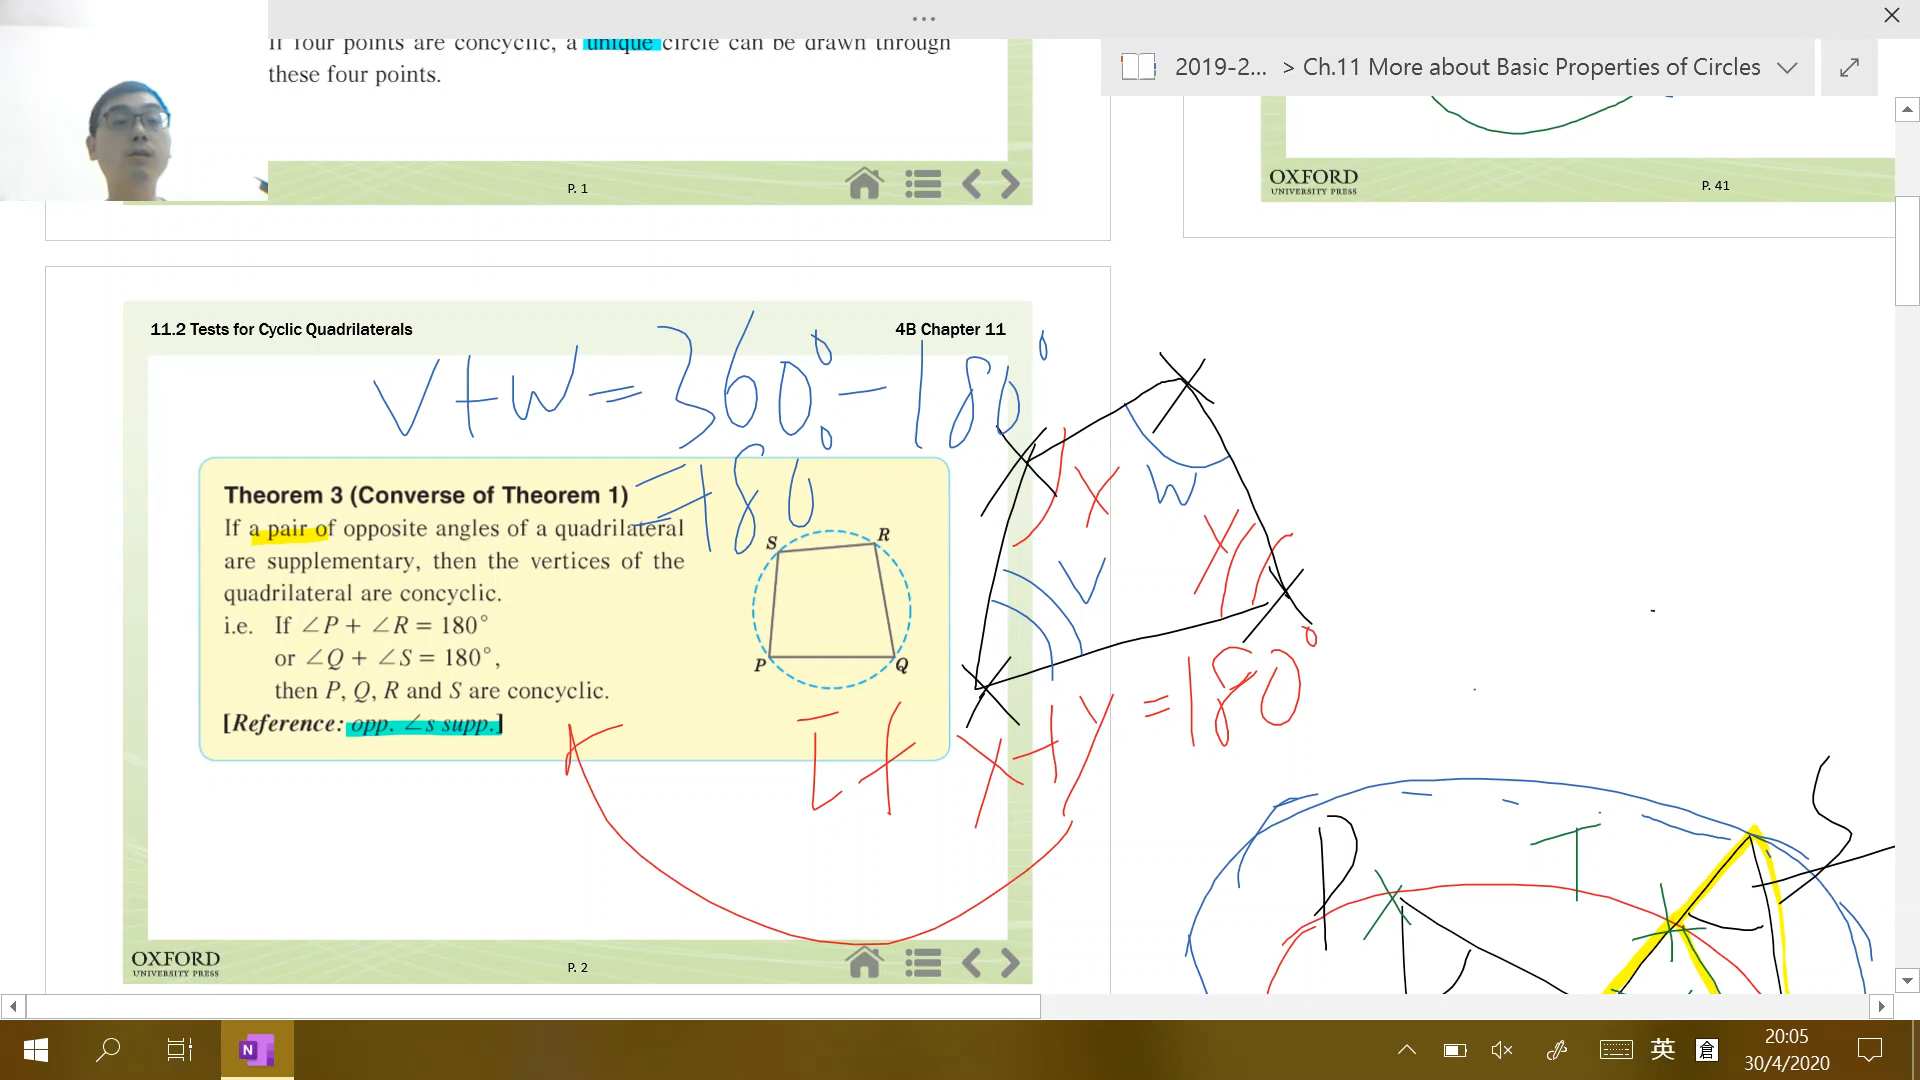 If four points are concyclic, a unique circle can be drawn through
these four points.
P. 1
2019-2... > Ch.11 More about Basic Properties of Circles
OXFORD
UNIVERSITY PRESS
P. 41
11.2 Tests for Cyclic Quadrilaterals
4B Chapter 11
V+W=360°-180°
=180°
Theorem 3 (Converse of Theorem 1)
If a pair of opposite angles of a quadrilateral
are supplementary, then the vertices of the
quadrilateral are concyclic.
i.e. If ∠P + ∠R = 180°
or ∠Q + ∠S = 180°,
then P, Q, R and S are concyclic.
[Reference: opp. ∠s supp.]
S
R
P
Q
x
w
y
v
If x+y=180°
OXFORD
UNIVERSITY PRESS
P. 2
P
T
S
N
英
倉
20:05
30/4/2020